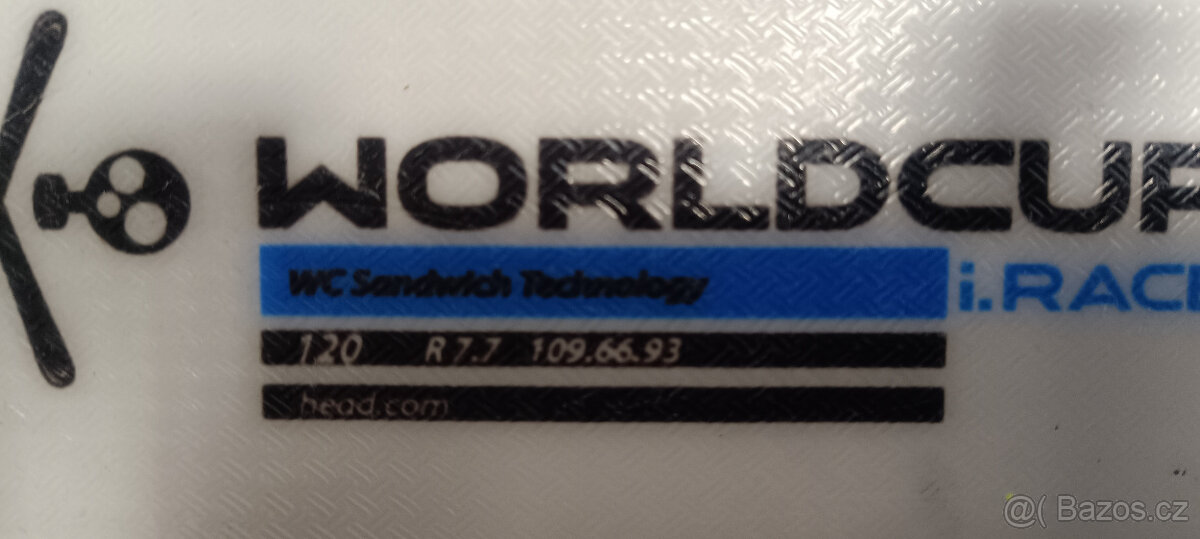 WORLDCUP
WC Sandwich Technology
i.RAC
120 R 7.7 109.66.93
head.com
@( Bazos.cz